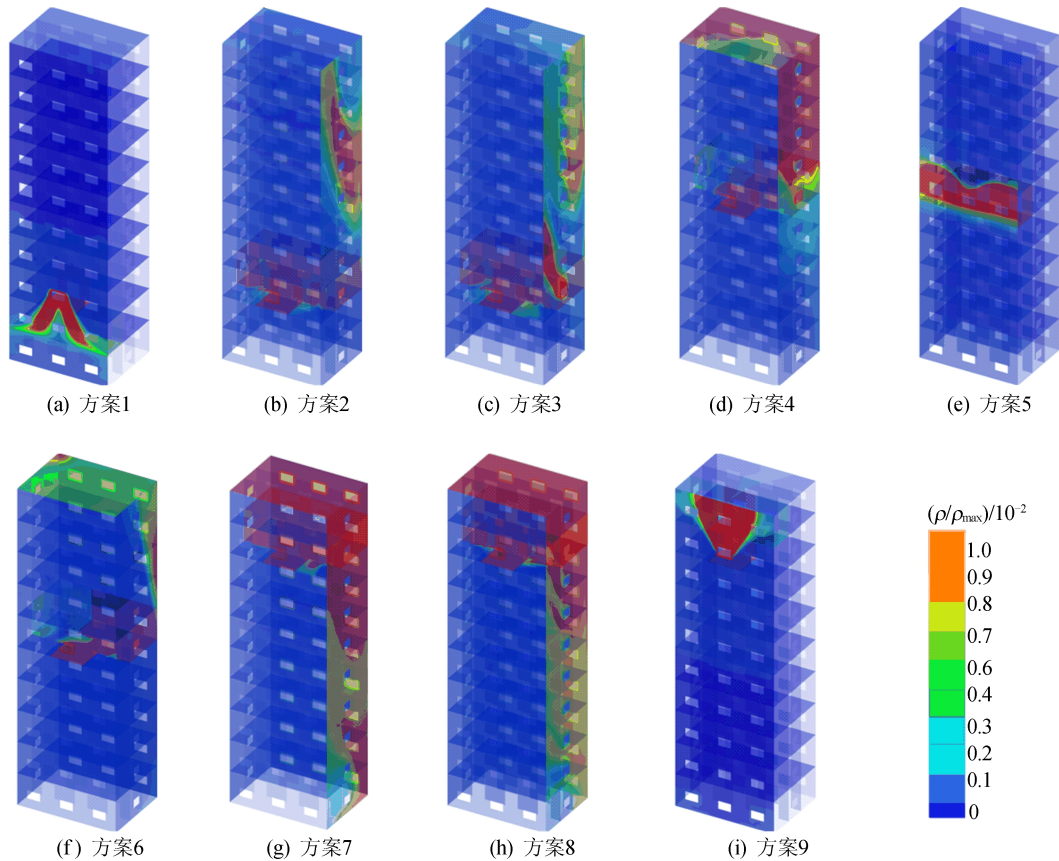 (a) 方案1
(b) 方案2
(c) 方案3
(d) 方案4
(e) 方案5
(f) 方案6
(g) 方案7
(h) 方案8
(i) 方案9
(ρ/ρmax)/10⁻²
1.0
0.9
0.8
0.7
0.6
0.4
0.3
0.2
0.1
0